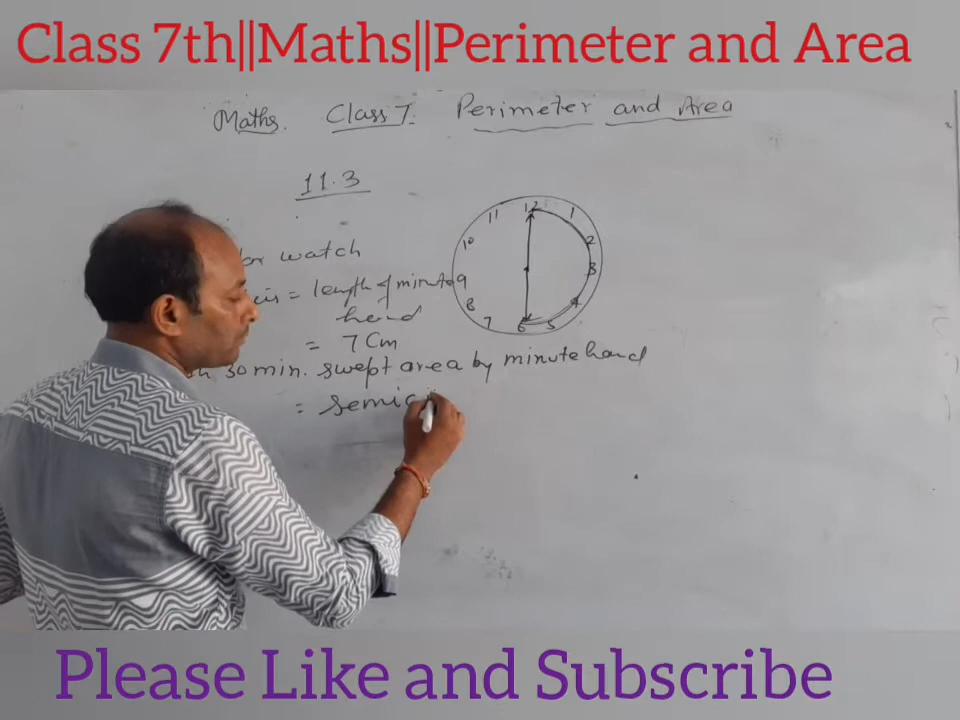 Class 7th||Maths||Perimeter and Area
Maths. Class 7. Perimeter and Area
11.3
watch
= length of minute
hand
= 7 Cm
30 min. swept area by minute hand
= Semici
12
1
2
3
4
5
6
7
8
9
10
11
Please Like and Subscribe